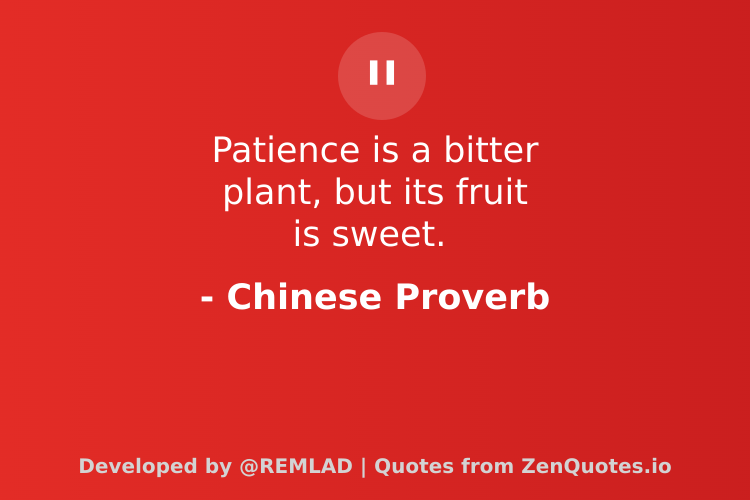 "
Patience is a bitter
plant, but its fruit
is sweet.
- Chinese Proverb
Developed by @REMLAD | Quotes from ZenQuotes.io